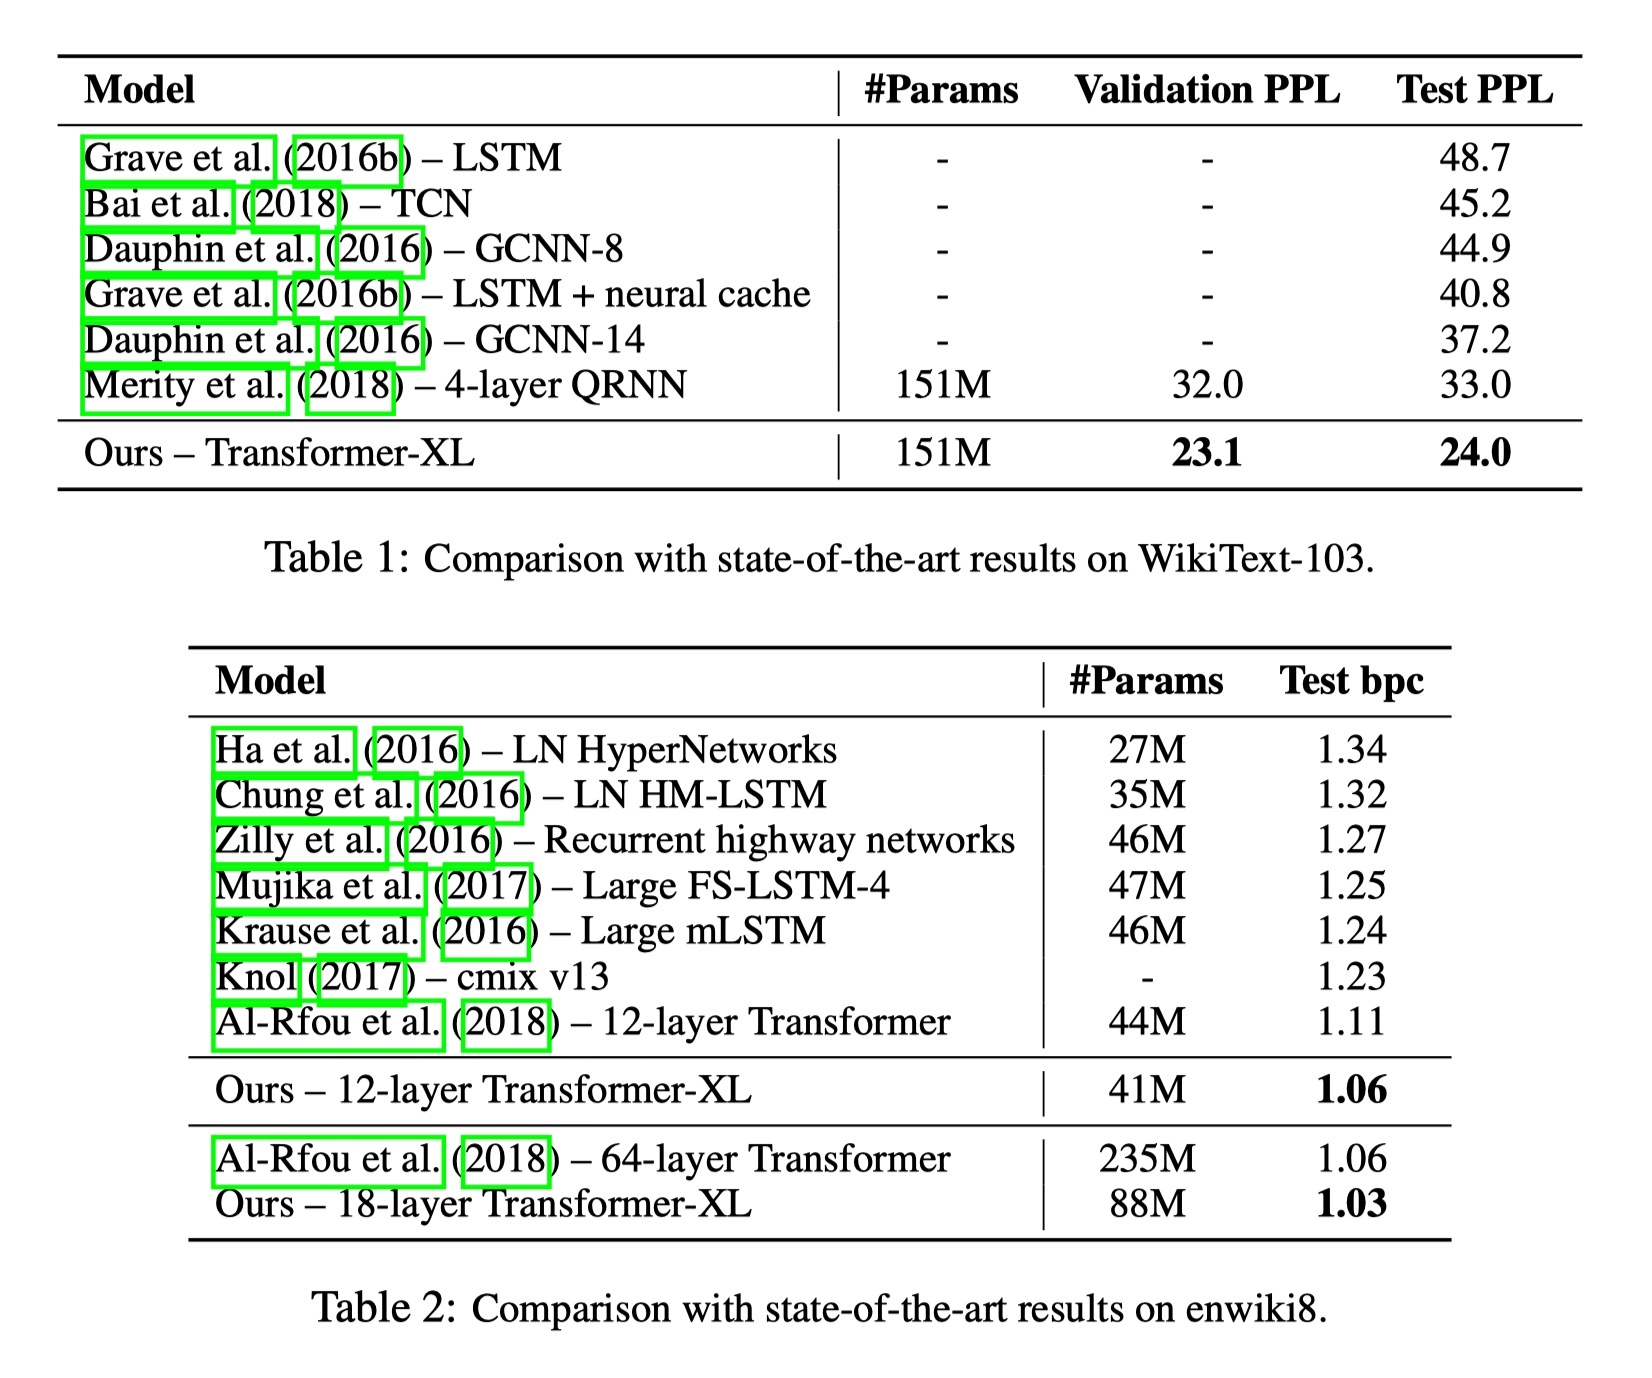 Model #Params Validation PPL Test PPL
Grave et al. (2016b) – LSTM - - 48.7
Bai et al. (2018) – TCN - - 45.2
Dauphin et al. (2016) – GCNN-8 - - 44.9
Grave et al. (2016b) – LSTM + neural cache - - 40.8
Dauphin et al. (2016) – GCNN-14 - - 37.2
Merity et al. (2018) – 4-layer QRNN 151M 32.0 33.0
Ours – Transformer-XL 151M 23.1 24.0
Table 1: Comparison with state-of-the-art results on WikiText-103.
Model #Params Test bpc
Ha et al. (2016) – LN HyperNetworks 27M 1.34
Chung et al. (2016) – LN HM-LSTM 35M 1.32
Zilly et al. (2016) – Recurrent highway networks 46M 1.27
Mujika et al. (2017) – Large FS-LSTM-4 47M 1.25
Krause et al. (2016) – Large mLSTM 46M 1.24
Knol (2017) – cmix v13 - 1.23
Al-Rfou et al. (2018) – 12-layer Transformer 44M 1.11
Ours – 12-layer Transformer-XL 41M 1.06
Al-Rfou et al. (2018) – 64-layer Transformer 235M 1.06
Ours – 18-layer Transformer-XL 88M 1.03
Table 2: Comparison with state-of-the-art results on enwiki8.